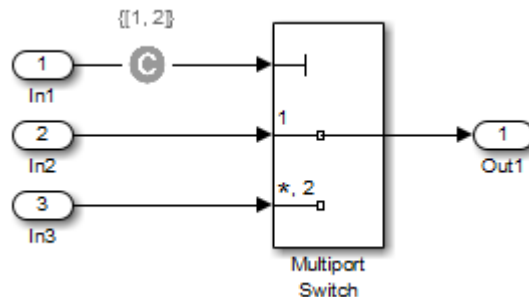 {[1, 2]}
1
C
In1
2
1
1
In2
Out1
3
*, 2
In3
Multiport
Switch